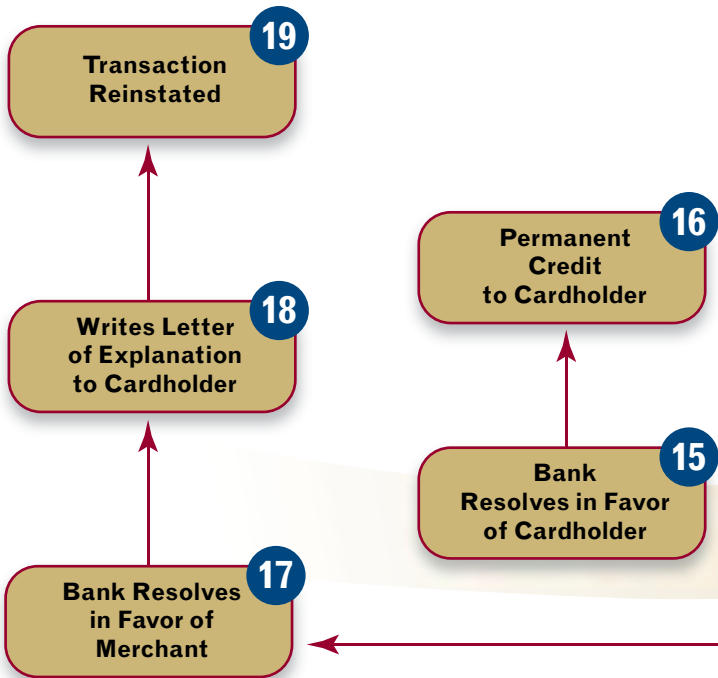 19
Transaction
Reinstated
16
Permanent
Credit
to Cardholder
18
Writes Letter
of Explanation
to Cardholder
15
Bank
Resolves in Favor
of Cardholder
17
Bank Resolves
in Favor of
Merchant